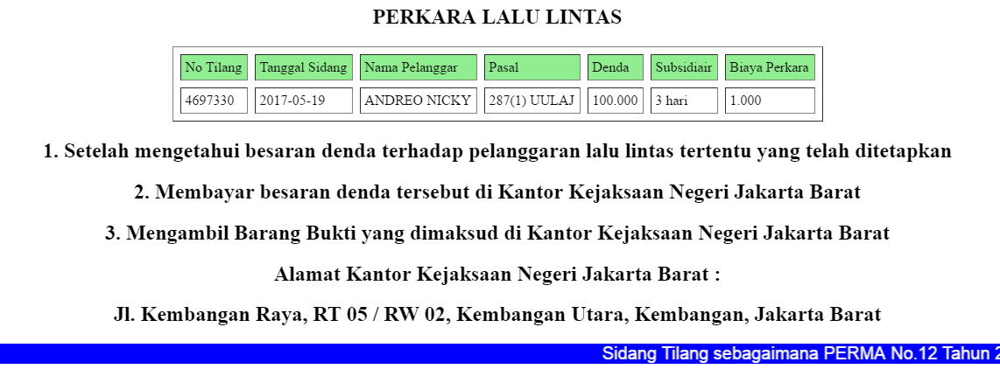 PERKARA LALU LINTAS
No Tilang Tanggal Sidang Nama Pelanggar Pasal Denda Subsidiair Biaya Perkara
4697330 2017-05-19 ANDREO NICKY 287(1) UULAJ 100.000 3 hari 1.000
1. Setelah mengetahui besaran denda terhadap pelanggaran lalu lintas tertentu yang telah ditetapkan
2. Membayar besaran denda tersebut di Kantor Kejaksaan Negeri Jakarta Barat
3. Mengambil Barang Bukti yang dimaksud di Kantor Kejaksaan Negeri Jakarta Barat
Alamat Kantor Kejaksaan Negeri Jakarta Barat :
Jl. Kembangan Raya, RT 05 / RW 02, Kembangan Utara, Kembangan, Jakarta Barat
Sidang Tilang sebagaimana PERMA No.12 Tahun